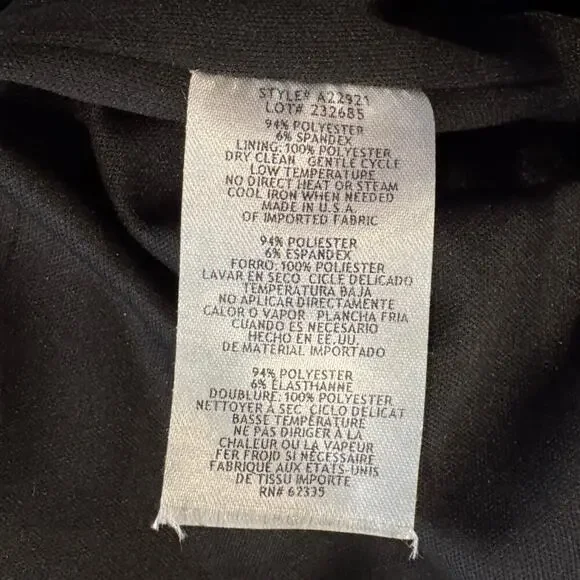 STYLE# A22921
LOT# 232685
94% POLYESTER
6% SPANDEX
LINING: 100% POLYESTER
DRY CLEAN GENTLE CYCLE
LOW TEMPERATURE
NO DIRECT HEAT OR STEAM
COOL IRON WHEN NEEDED
MADE IN U.S.A
OF IMPORTED FABRIC
94% POLIESTER
6% ESPANDEX
FORRO: 100% POLIESTER
LAVAR EN SECO CICLE DELICADO
TEMPERATURA BAJA
NO APLICAR DIRECTAMENTE
CALOR O VAPOR PLANCHA FRIA
CUANDO ES NECESARIO
HECHO EN EE.UU.
DE MATERIAL IMPORTADO
94% POLYESTER
6% ELASTHANNE
DOUBLURE: 100% POLYESTER
NETTOYER À SEC CICLO DELICAT
BASSE TEMPÉRATURE
NE PAS DIRIGER À LA
CHALEUR OU LA VAPEUR
FER FROID SI NÉCESSAIRE
FABRIQUE AUX ETATS-UNIS
DE TISSU IMPORTE
RN# 62335